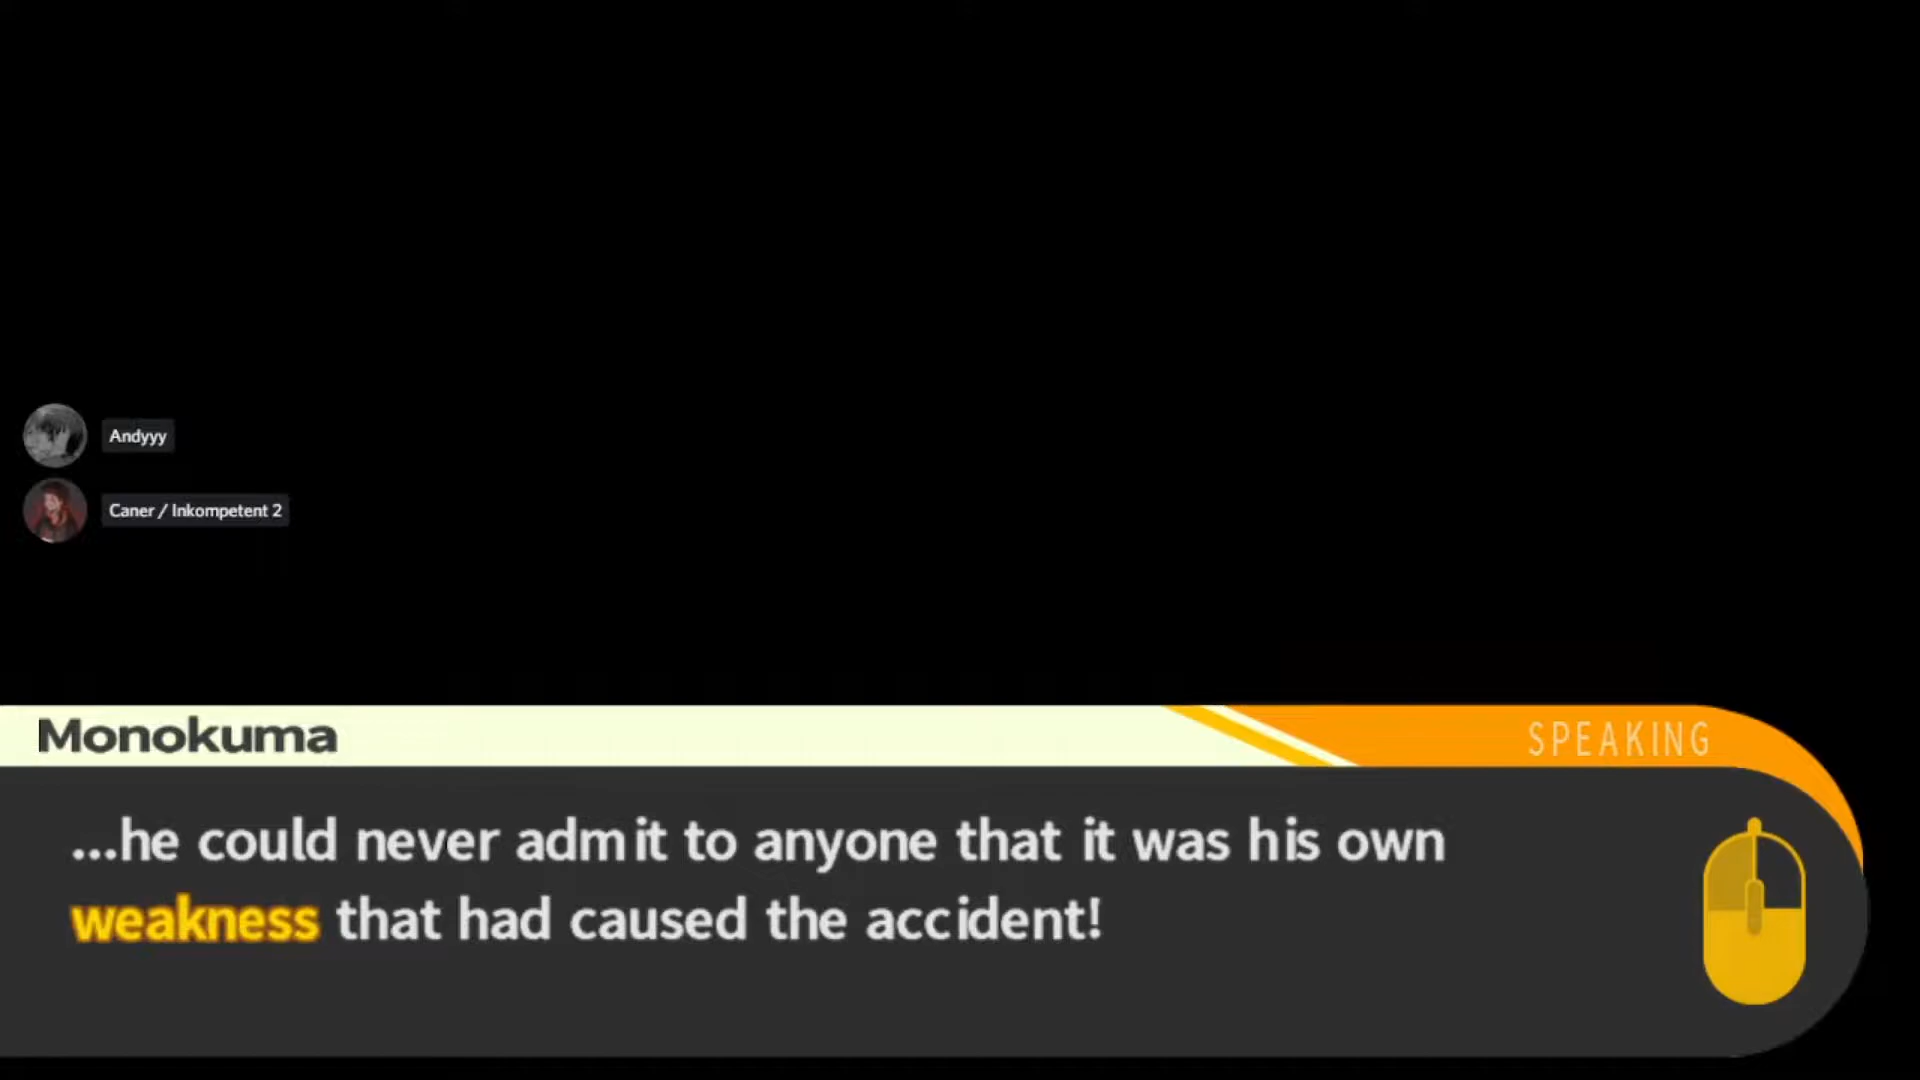 Andyyy
Caner / Inkompetent 2
Monokuma
SPEAKING
...he could never admit to anyone that it was his own
weakness that had caused the accident!